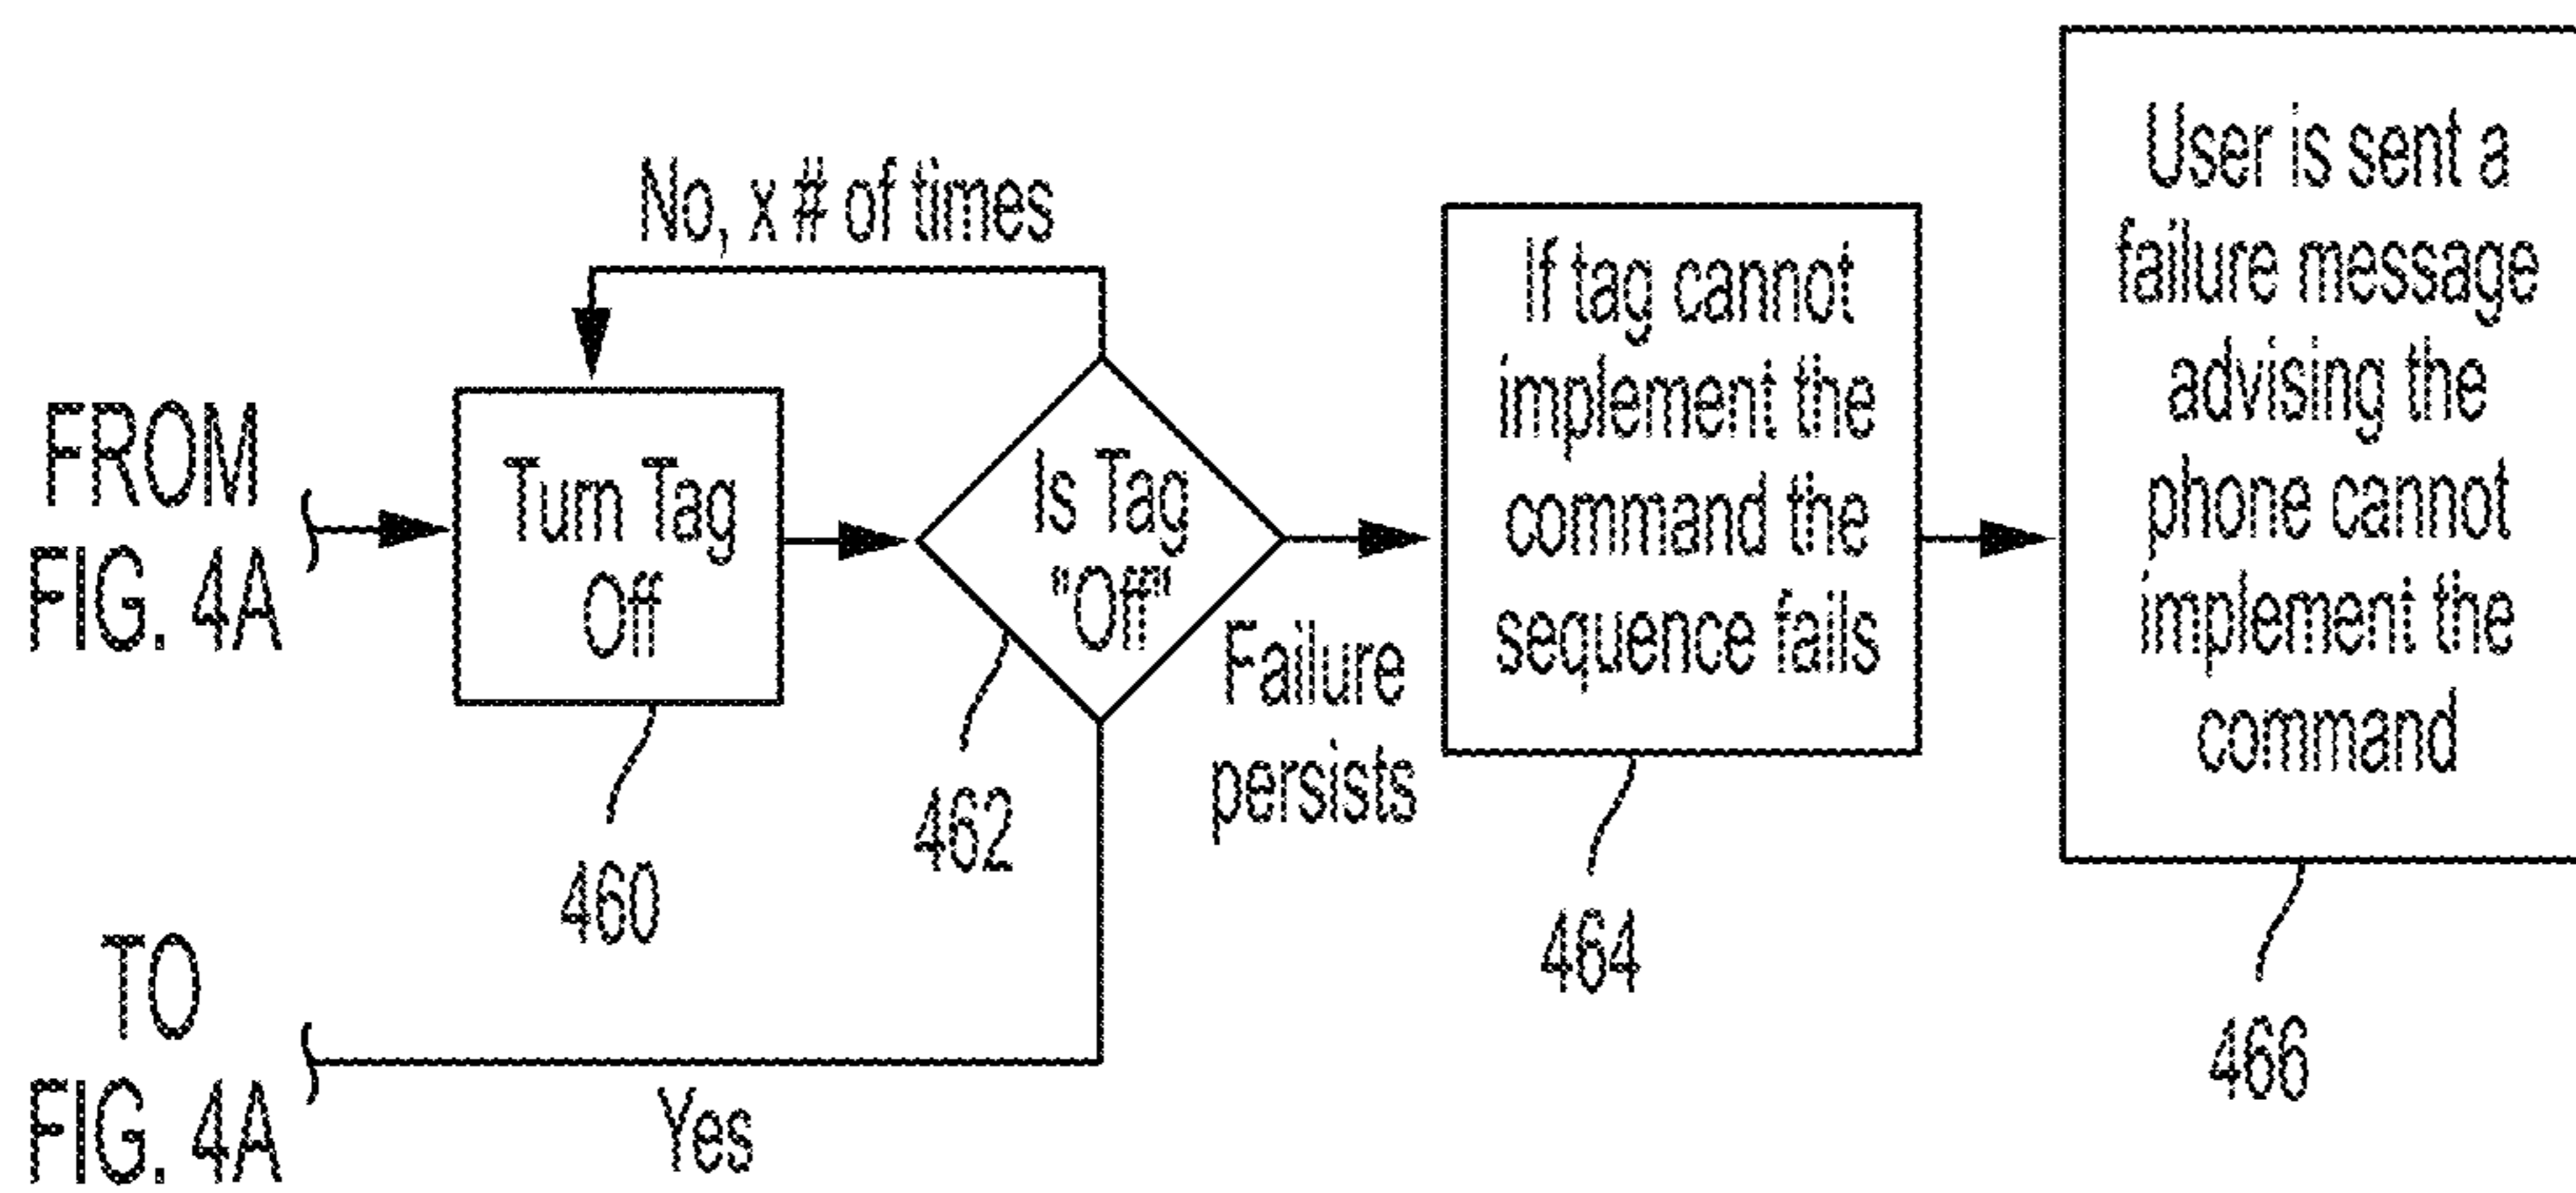 No, x # of times
FROM
FIG. 4A
Turn Tag
Off
460
Is Tag
"Off"
462
Failure
persists
If tag cannot
implement the
command the
sequence fails
464
User is sent a
failure message
advising the
phone cannot
implement the
command
466
TO
FIG. 4A
Yes